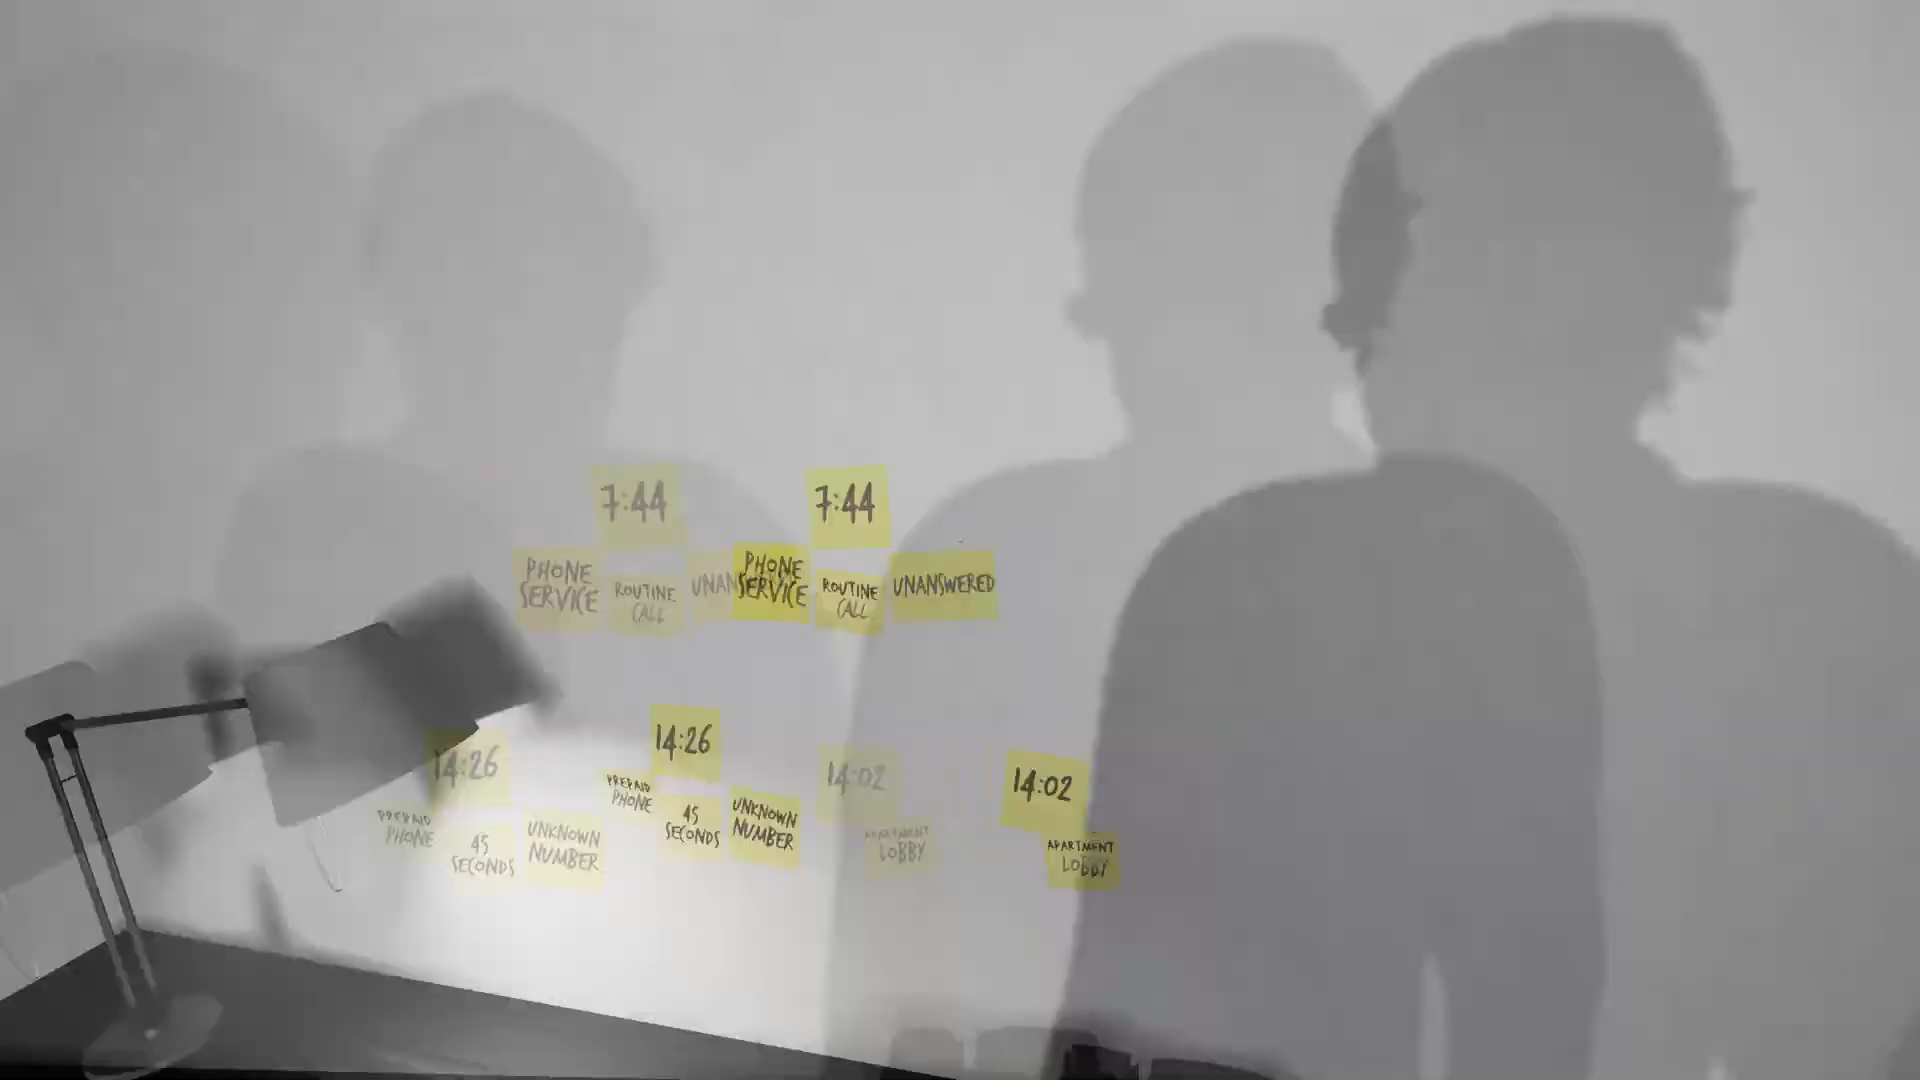 7:44
7:44
PHONE
SERVICE
ROUTINE
CALL
UNAN
PHONE
SERVICE
ROUTINE
CALL
UNANSWERED
14:26
PREPAID
PHONE
45
SECONDS
UNKNOWN
NUMBER
14:26
PREPAID
PHONE
45
SECONDS
UNKNOWN
NUMBER
14:02
APARTMENT
LOBBY
14:02
APARTMENT
LOBBY